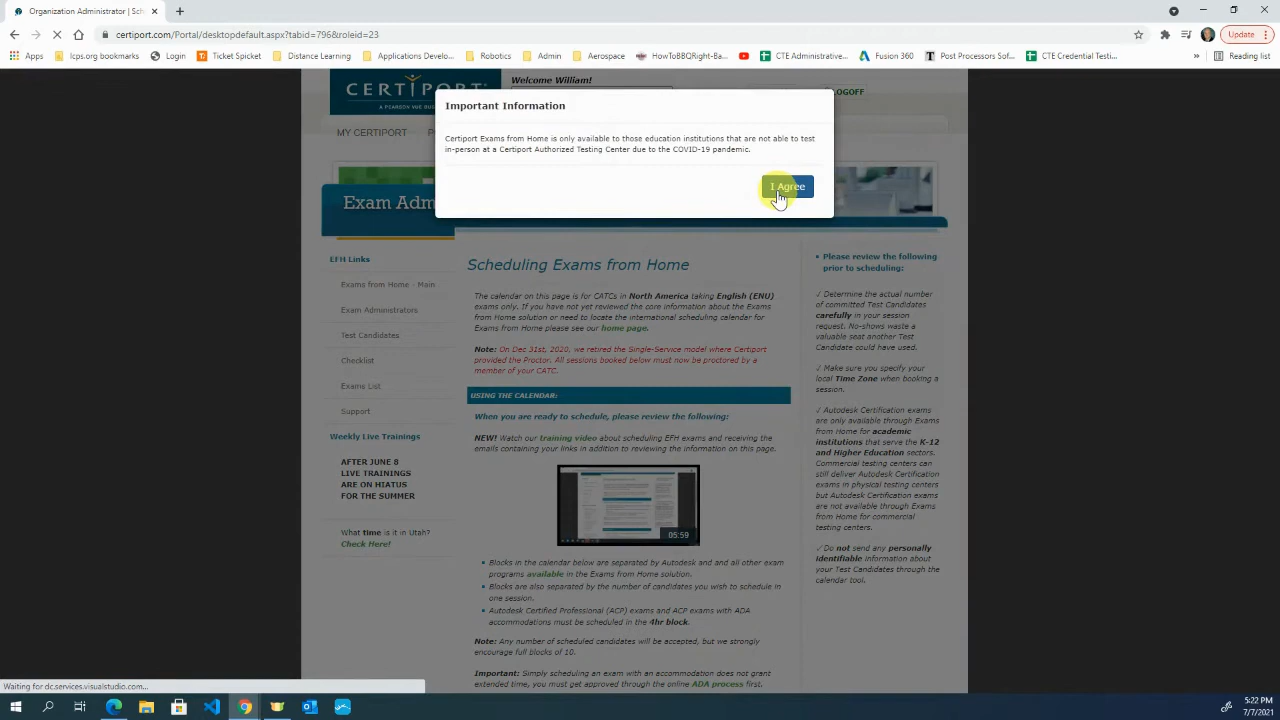 Organization Administrator | Sch
certiport.com/Portal/desktopdefault.aspx?tabid=796&roleid=23
Update
Apps
lcps.org bookmarks
Login
Ticket Spicket
Distance Learning
Applications Develop...
Robotics
Admin
Aerospace
HowToBBQRight-Ba...
CTE Administrative...
Fusion 360
Post Processors Sof...
CTE Credential Testi...
Reading list
CERTIPORT
A PEARSON VUE BUS
Welcome William!
OGOFF
MY CERTIPORT
Important Information
Certiport Exams from Home is only available to those education institutions that are not able to test
in-person at a Certiport Authorized Testing Center due to the COVID-19 pandemic.
I Agree
Exam Adm
EFH Links
Exams from Home - Main
Exam Administrators
Test Candidates
Checklist
Exams List
Support
Weekly Live Trainings
AFTER JUNE 8
LIVE TRAININGS
ARE ON HIATUS
FOR THE SUMMER
What time is it in Utah?
Check Here!
Scheduling Exams from Home
The calendar on this page is for CATCs in North America taking English (ENU)
exams only. If you have not yet reviewed the core information about the Exams
from Home solution or need to locate the international scheduling calendar for
Exams from Home please see our home page.
Note: On Dec 31st, 2020, we retired the Single-Service model where Certiport
provided the Proctor. All sessions booked below must now be proctored by a
member of your CATC.
USING THE CALENDAR:
When you are ready to schedule, please review the following:
NEW! Watch our training video about scheduling EFH exams and receiving the
emails containing your links in addition to reviewing the information on this page.
05:59
Blocks in the calendar below are separated by Autodesk and and all other exam
programs available in the Exams from Home solution.
Blocks are also separated by the number of candidates you wish to schedule in
one session.
Autodesk Certified Professional (ACP) exams and ACP exams with ADA
accommodations must be scheduled in the 4hr block.
Note: Any number of scheduled candidates will be accepted, but we strongly
encourage full blocks of 10.
Important: Simply scheduling an exam with an accommodation does not grant
extended time, you must get approved through the online ADA process first.
Please review the following
prior to scheduling:
√ Determine the actual number
of committed Test Candidates
carefully in your session
request. No-shows waste a
valuable seat another Test
Candidate could have used.
√ Make sure you specify your
local Time Zone when booking a
session.
√ Autodesk Certification exams
are only available through Exams
from Home for academic
institutions that serve the K-12
and Higher Education sectors.
Commercial testing centers can
still deliver Autodesk Certification
exams in physical testing centers
but Autodesk Certification exams
are not available through Exams
from Home for commercial
testing centers.
√ Do not send any personally
identifiable information about
your Test Candidates through the
calendar tool.
Waiting for dc.services.visualstudio.com...
5:22 PM
7/7/2021